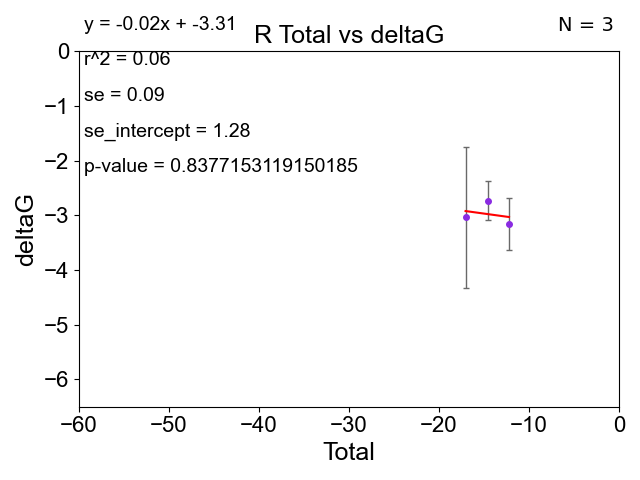 y = -0.02x + -3.31
N = 3
R Total vs deltaG
r^2 = 0.06
se = 0.09
se_intercept = 1.28
p-value = 0.8377153119150185
deltaG
0
−1
−2
−3
−4
−5
−6
−60
−50
−40
−30
−20
−10
0
Total